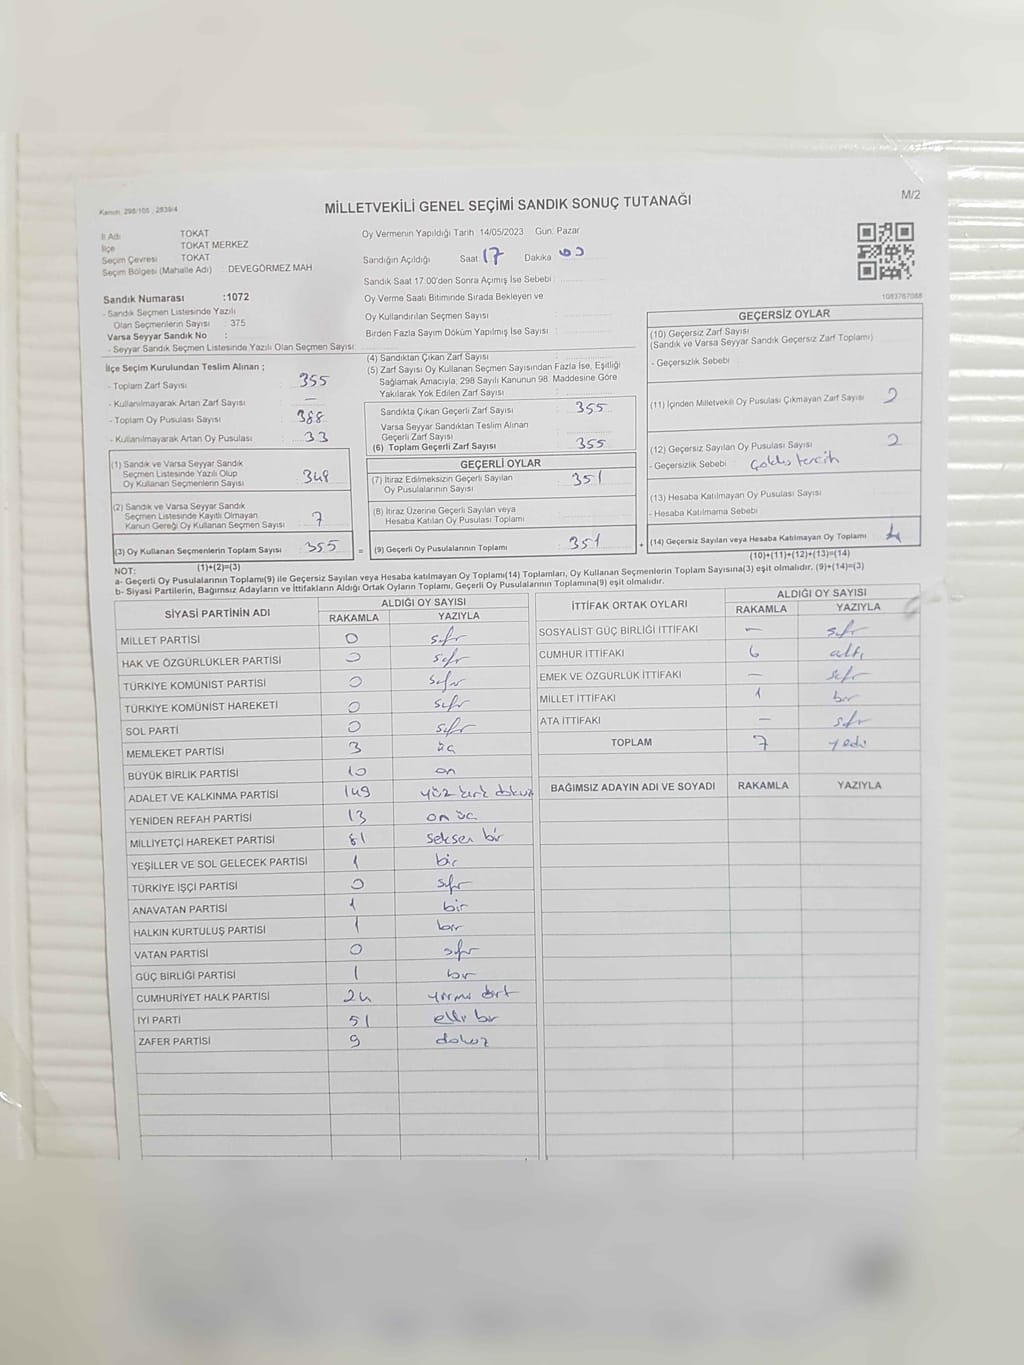 Kanun: 298/105 , 2839/4
M/2
MİLLETVEKİLİ GENEL SEÇİMİ SANDIK SONUÇ TUTANAĞI
İl Adı TOKAT
İlçe TOKAT MERKEZ
Seçim Çevresi TOKAT
Seçim Bölgesi (Mahalle Adı) : DEVEGÖRMEZ MAH
Sandık Numarası :1072
- Sandık Seçmen Listesinde Yazılı
Olan Seçmenlerin Sayısı : 375
Varsa Seyyar Sandık No :
- Seyyar Sandık Seçmen Listesinde Yazılı Olan Seçmen Sayısı:
Oy Vermenin Yapıldığı Tarih 14/05/2023 Gün: Pazar
Sandığın Açıldığı Saat 17 Dakika 00
Sandık Saat 17:00'den Sonra Açımış İse Sebebi :
Oy Verme Saati Bitiminde Sırada Bekleyen ve
Oy Kullandırılan Seçmen Sayısı :
Birden Fazla Sayım Döküm Yapılmış İse Sayısı :
1083767088
İlçe Seçim Kurulundan Teslim Alınan ;
- Toplam Zarf Sayısı : 355
- Kullanılmayarak Artan Zarf Sayısı : —
- Toplam Oy Pusulası Sayısı : 388
- Kullanılmayarak Artan Oy Pusulası : 33
(1) Sandık ve Varsa Seyyar Sandık
Seçmen Listesinde Yazılı Olup
Oy Kullanan Seçmenlerin Sayısı 348
(2) Sandık ve Varsa Seyyar Sandık
Seçmen Listesinde Kayıtlı Olmayan
Kanun Gereği Oy Kullanan Seçmen Sayısı : 7
(3) Oy Kullanan Seçmenlerin Toplam Sayısı : 355
(1)+(2)=(3)
(4) Sandıktan Çıkan Zarf Sayısı :
(5) Zarf Sayısı Oy Kullanan Seçmen Sayısından Fazla İse, Eşitliği
Sağlamak Amacıyla; 298 Sayılı Kanunun 98. Maddesine Göre
Yakılarak Yok Edilen Zarf Sayısı :
Sandıkta Çıkan Geçerli Zarf Sayısı : 355
Varsa Seyyar Sandıktan Teslim Alınan
Geçerli Zarf Sayısı :
(6) Toplam Geçerli Zarf Sayısı : 355
GEÇERLİ OYLAR
(7) İtiraz Edilmeksizin Geçerli Sayılan
Oy Pusulalarının Sayısı : 351
(8) İtiraz Üzerine Geçerli Sayılan veya
Hesaba Katılan Oy Pusulası Toplamı
= (9) Geçerli Oy Pusulalarının Toplamı : 351
GEÇERSİZ OYLAR
(10) Geçersiz Zarf Sayısı
(Sandık ve Varsa Seyyar Sandık Geçersiz Zarf Toplamı)
- Geçersizlik Sebebi :
(11) İçinden Milletvekili Oy Pusulası Çıkmayan Zarf Sayısı 2
(12) Geçersiz Sayılan Oy Pusulası Sayısı 2
- Geçersizlik Sebebi : Çoklu tercih
(13) Hesaba Katılmayan Oy Pusulası Sayısı
- Hesaba Katılmama Sebebi
+ (14) Geçersiz Sayılan veya Hesaba Katılmayan Oy Toplamı : 4
(10)+(11)+(12)+(13)=(14)
NOT:
a- Geçerli Oy Pusulalarının Toplamı(9) ile Geçersiz Sayılan veya Hesaba katılmayan Oy Toplamı(14) Toplamları, Oy Kullanan Seçmenlerin Toplam Sayısına(3) eşit olmalıdır. (9)+(14)=(3)
b- Siyasi Partilerin, Bağımsız Adayların ve İttifakların Aldığı Ortak Oyların Toplamı, Geçerli Oy Pusulalarının Toplamına(9) eşit olmalıdır.
SİYASİ PARTİNİN ADI ALDIĞI OY SAYISI
RAKAMLA YAZIYLA
MİLLET PARTİSİ 0 sıfır
HAK VE ÖZGÜRLÜKLER PARTİSİ 0 sıfır
TÜRKİYE KOMÜNİST PARTİSİ 0 sıfır
TÜRKİYE KOMÜNİST HAREKETİ 0 sıfır
SOL PARTİ 0 sıfır
MEMLEKET PARTİSİ 3 üç
BÜYÜK BİRLİK PARTİSİ 10 on
ADALET VE KALKINMA PARTİSİ 149 yüz kırk dokuz
YENİDEN REFAH PARTİSİ 13 on üç
MİLLİYETÇİ HAREKET PARTİSİ 81 seksen bir
YEŞİLLER VE SOL GELECEK PARTİSİ 1 bir
TÜRKİYE İŞÇİ PARTİSİ 0 sıfır
ANAVATAN PARTİSİ 1 bir
HALKIN KURTULUŞ PARTİSİ 1 bir
VATAN PARTİSİ 0 sıfır
GÜÇ BİRLİĞİ PARTİSİ 1 bir
CUMHURİYET HALK PARTİSİ 24 yirmi dört
İYİ PARTİ 51 elli bir
ZAFER PARTİSİ 9 dokuz
İTTİFAK ORTAK OYLARI ALDIĞI OY SAYISI
RAKAMLA YAZIYLA
SOSYALİST GÜÇ BİRLİĞİ İTTİFAKI — sıfır
CUMHUR İTTİFAKI 6 altı
EMEK VE ÖZGÜRLÜK İTTİFAKI — sıfır
MİLLET İTTİFAKI 1 bir
ATA İTTİFAKI — sıfır
TOPLAM 7 yedi
BAĞIMSIZ ADAYIN ADI VE SOYADI RAKAMLA YAZIYLA